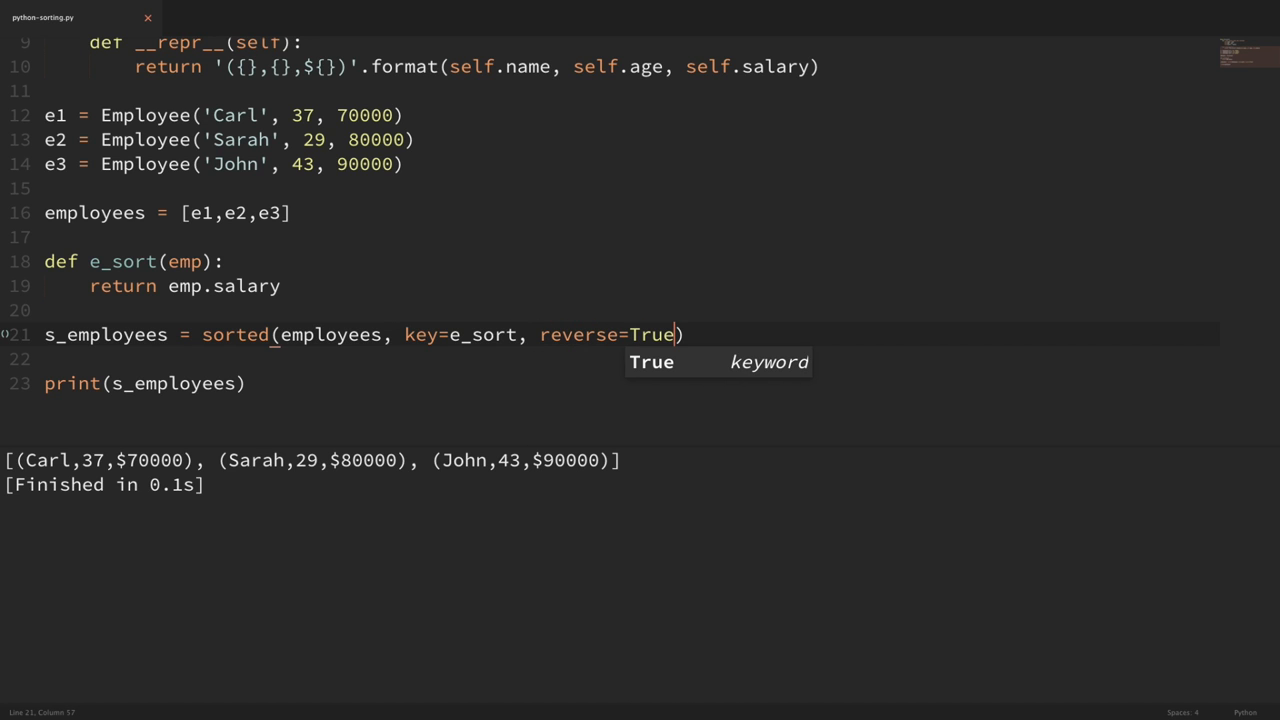 python-sorting.py ×
9 def __repr__(self):
10 return '({},{},${})'.format(self.name, self.age, self.salary)
11
12 e1 = Employee('Carl', 37, 70000)
13 e2 = Employee('Sarah', 29, 80000)
14 e3 = Employee('John', 43, 90000)
15
16 employees = [e1,e2,e3]
17
18 def e_sort(emp):
19 return emp.salary
20
21 s_employees = sorted(employees, key=e_sort, reverse=True)
22
True keyword
23 print(s_employees)
[(Carl,37,$70000), (Sarah,29,$80000), (John,43,$90000)]
[Finished in 0.1s]
Line 21, Column 57 Spaces: 4 Python